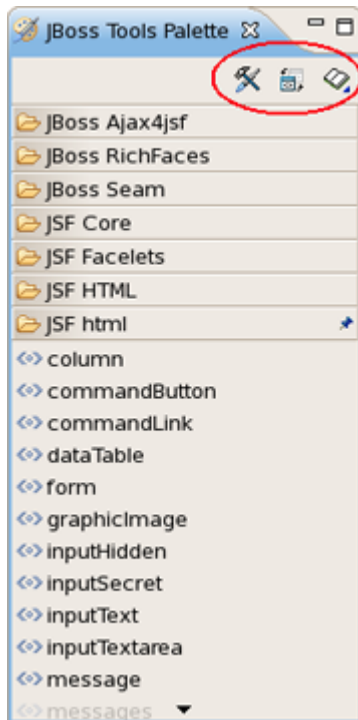 JBoss Tools Palette
JBoss Ajax4jsf
JBoss RichFaces
JBoss Seam
JSF Core
JSF Facelets
JSF HTML
JSF html
column
commandButton
commandLink
dataTable
form
graphicImage
inputHidden
inputSecret
inputText
inputTextarea
message
messages